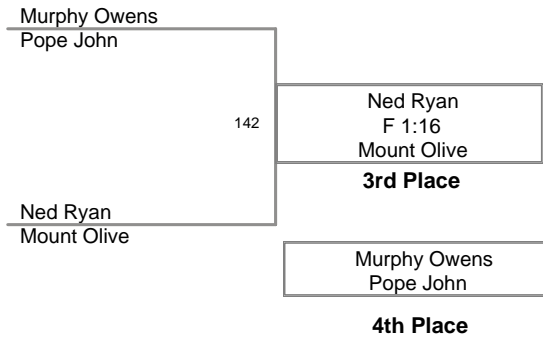 Murphy Owens
Pope John
142
Ned Ryan
F 1:16
Mount Olive
3rd Place
Ned Ryan
Mount Olive
Murphy Owens
Pope John
4th Place